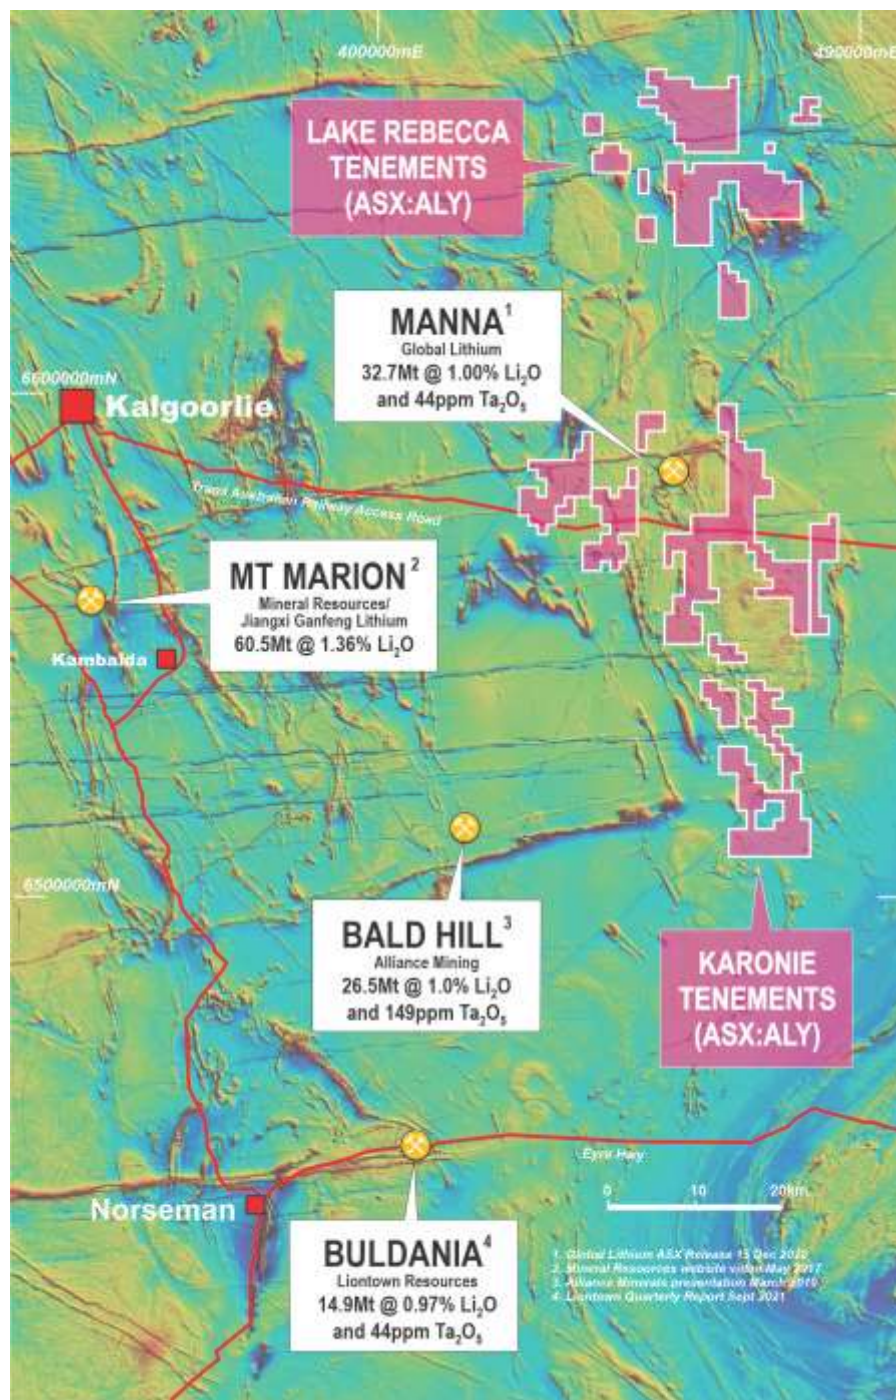 400000mE
490000mE
LAKE REBECCA
TENEMENTS
(ASX:ALY)
MANNA¹
Global Lithium
32.7Mt @ 1.00% Li₂O
and 44ppm Ta₂O₅
6600000mN
Kalgoorlie
Trans Australian Railway Access Road
MT MARION²
Mineral Resources/
Jiangxi Ganfeng Lithium
60.5Mt @ 1.36% Li₂O
Kambalda
6500000mN
BALD HILL³
Alliance Mining
26.5Mt @ 1.0% Li₂O
and 149ppm Ta₂O₅
KARONIE
TENEMENTS
(ASX:ALY)
Eyre Hwy
Norseman
0 10 20km
BULDANIA⁴
Liontown Resources
14.9Mt @ 0.97% Li₂O
and 44ppm Ta₂O₅
1. Global Lithium ASX Release 15 Dec 2022
2. Mineral Resources website May 2017
3. Alliance Minerals presentation March 2019
4. Liontown Quarterly Report Sept 2021